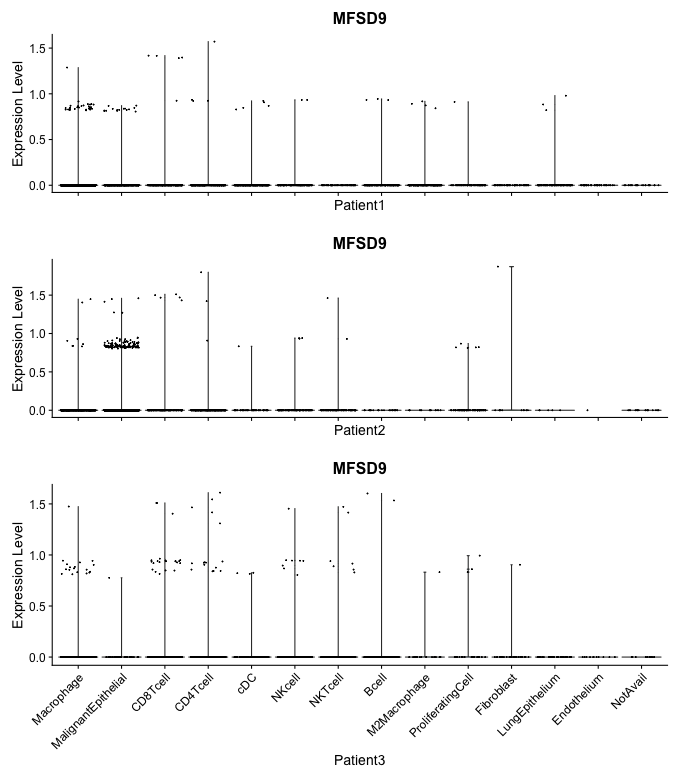 MFSD9
Expression Level
1.5
1.0
0.5
0.0
Patient1
MFSD9
Expression Level
1.5
1.0
0.5
0.0
Patient2
MFSD9
Expression Level
1.5
1.0
0.5
0.0
Macrophage
MalignantEpithelial
CD8Tcell
CD4Tcell
cDC
NKcell
NKTcell
Bcell
M2Macrophage
ProliferatingCell
Fibroblast
LungEpithelium
Endothelium
NotAvail
Patient3